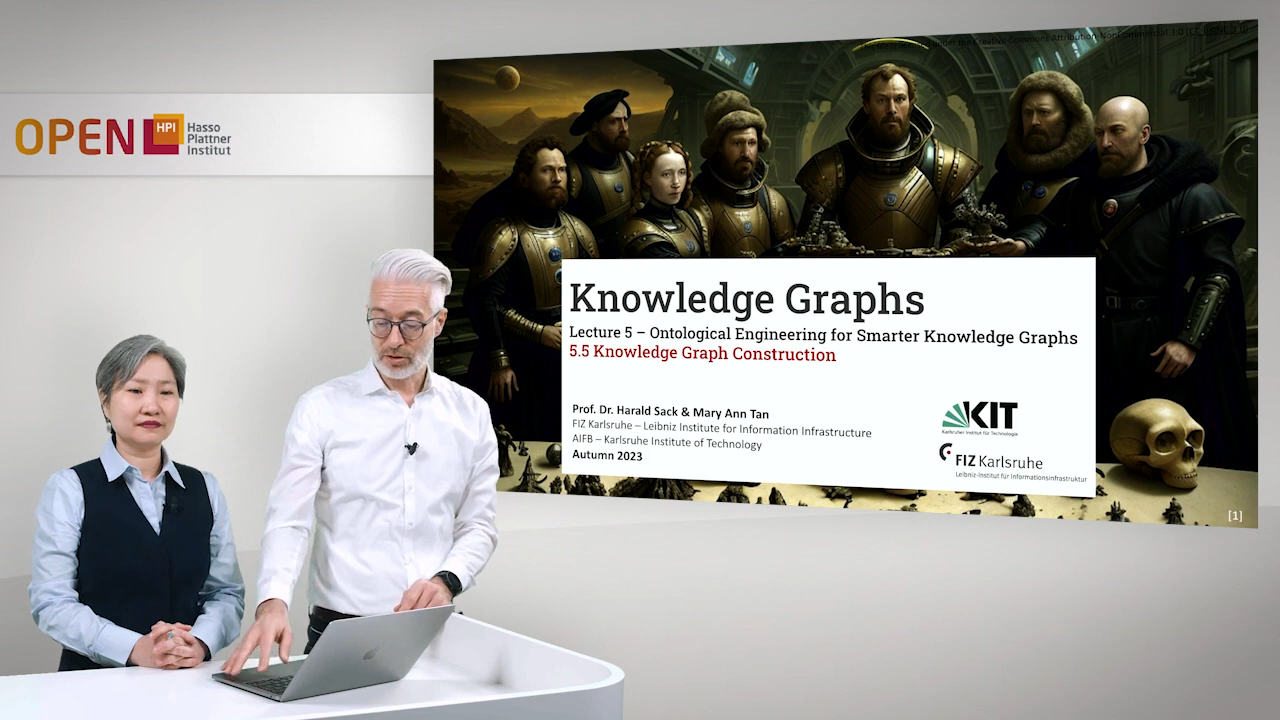 OPEN
HPI
Hasso
Plattner
Institut
Knowledge Graphs
Lecture 5 – Ontological Engineering for Smarter Knowledge Graphs
5.5 Knowledge Graph Construction
Prof. Dr. Harald Sack & Mary Ann Tan
FIZ Karlsruhe – Leibniz Institute for Information Infrastructure
AIFB – Karlsruhe Institute of Technology
Autumn 2023
KIT
Karlsruher Institut für Technologie
FIZ Karlsruhe
Leibniz-Institut für Informationsinfrastruktur
[1]